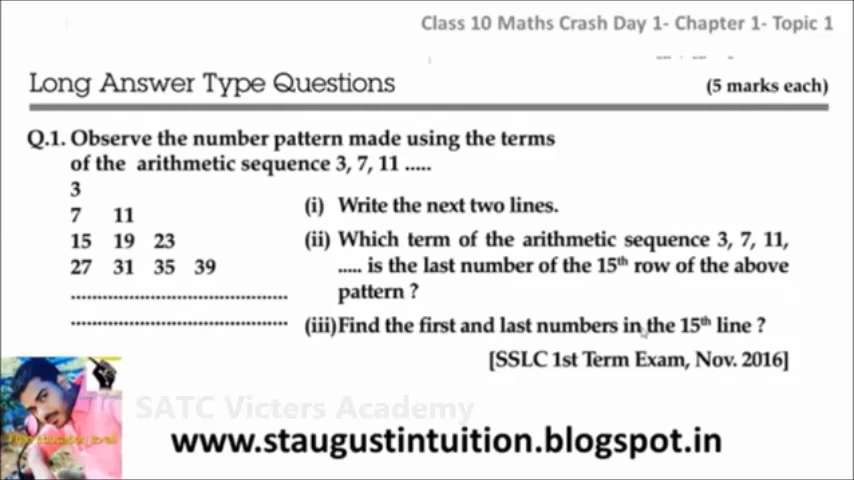 Class 10 Maths Crash Day 1- Chapter 1- Topic 1
Long Answer Type Questions (5 marks each)
Q.1. Observe the number pattern made using the terms
of the arithmetic sequence 3, 7, 11 .....
3
7 11
15 19 23
27 31 35 39
...........................................
...........................................
(i) Write the next two lines.
(ii) Which term of the arithmetic sequence 3, 7, 11,
..... is the last number of the 15th row of the above
pattern ?
(iii) Find the first and last numbers in the 15th line ?
[SSLC 1st Term Exam, Nov. 2016]
SATC Victers Academy
www.staugustintuition.blogspot.in